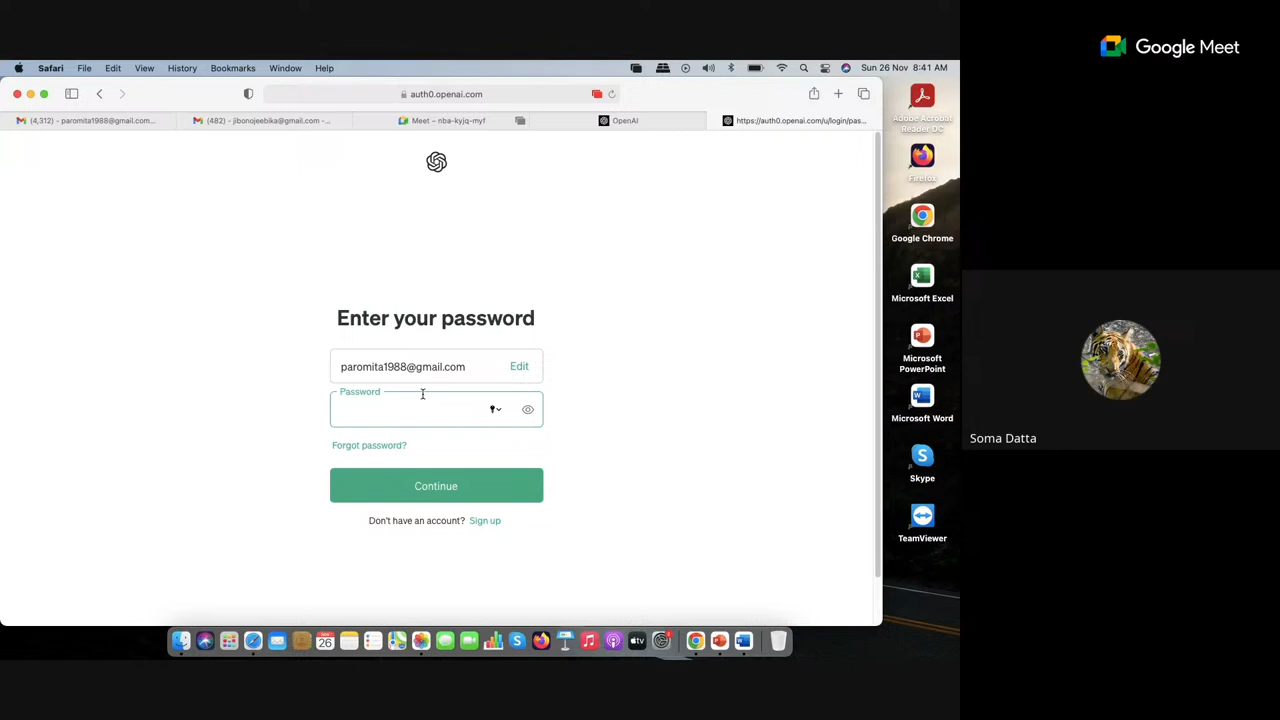 Google Meet
Safari File Edit View History Bookmarks Window Help Sun 26 Nov 8:41 AM
auth0.openai.com
(4,312) - paromita1988@gmail.com... (482) - jibonojeebika@gmail.com -... Meet – nba-kyjq-myf OpenAI https://auth0.openai.com/u/login/pas...
Enter your password
paromita1988@gmail.com Edit
Password
Forgot password?
Continue
Don't have an account? Sign up
Adobe Acrobat
Reader DC
Firefox
Google Chrome
Microsoft Excel
Microsoft
PowerPoint
Microsoft Word
Skype
TeamViewer
Soma Datta
26
tv